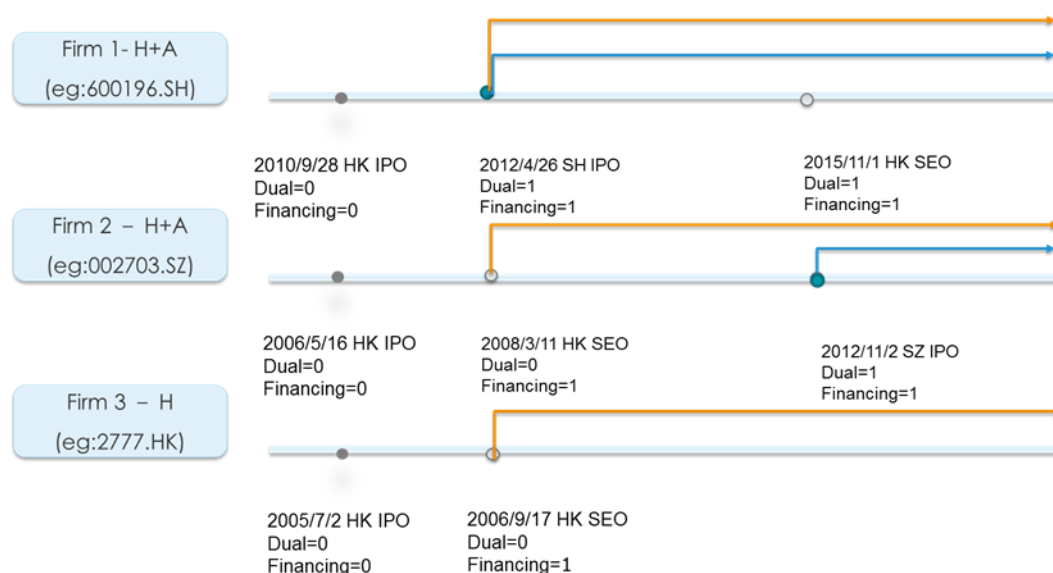 Firm 1- H+A
(eg:600196.SH)
2010/9/28 HK IPO
Dual=0
Financing=0
2012/4/26 SH IPO
Dual=1
Financing=1
2015/11/1 HK SEO
Dual=1
Financing=1
Firm 2 – H+A
(eg:002703.SZ)
2006/5/16 HK IPO
Dual=0
Financing=0
2008/3/11 HK SEO
Dual=0
Financing=1
2012/11/2 SZ IPO
Dual=1
Financing=1
Firm 3 – H
(eg:2777.HK)
2005/7/2 HK IPO
Dual=0
Financing=0
2006/9/17 HK SEO
Dual=0
Financing=1